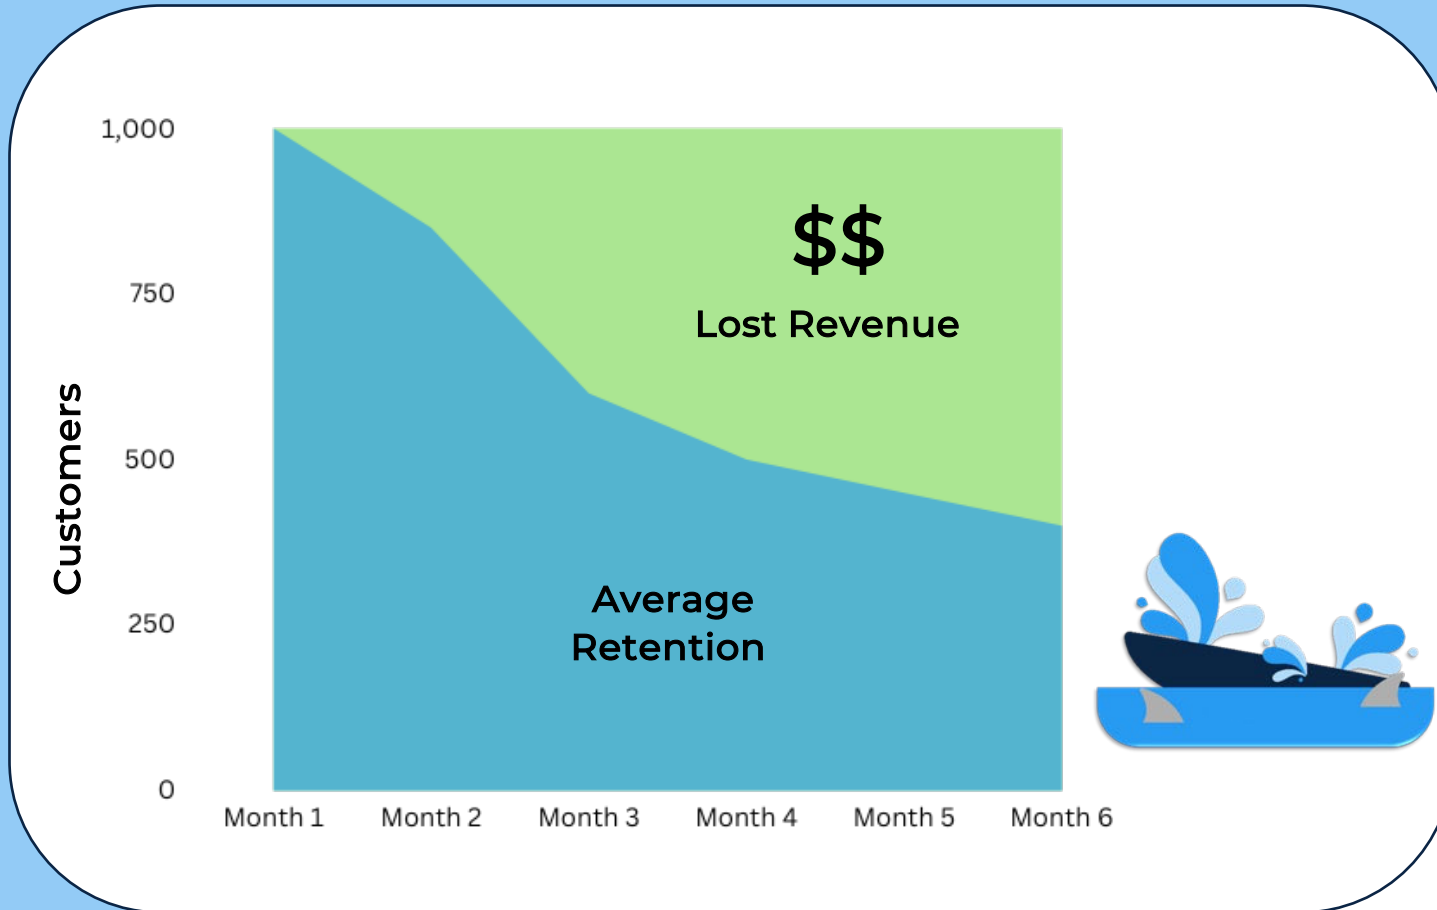 1,000
750
500
250
0
Customers
$$
Lost Revenue
Average
Retention
Month 1
Month 2
Month 3
Month 4
Month 5
Month 6